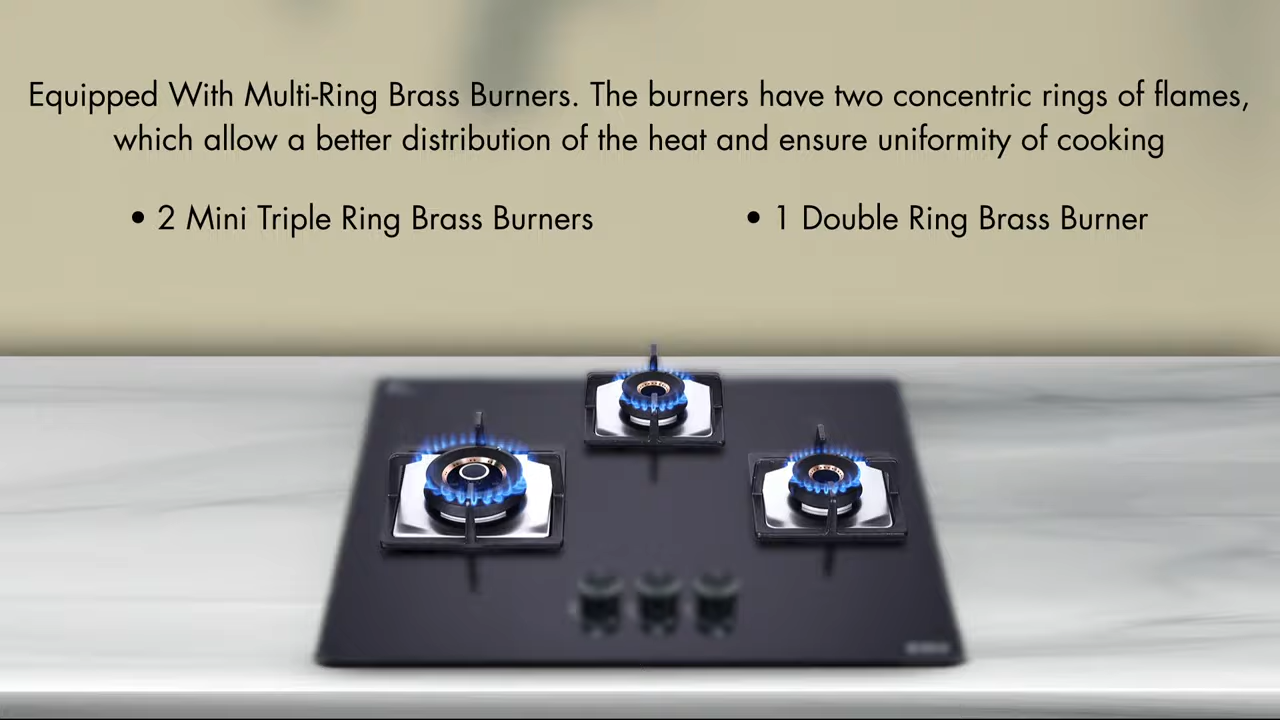 Equipped With Multi-Ring Brass Burners. The burners have two concentric rings of flames,
which allow a better distribution of the heat and ensure uniformity of cooking
• 2 Mini Triple Ring Brass Burners
• 1 Double Ring Brass Burner